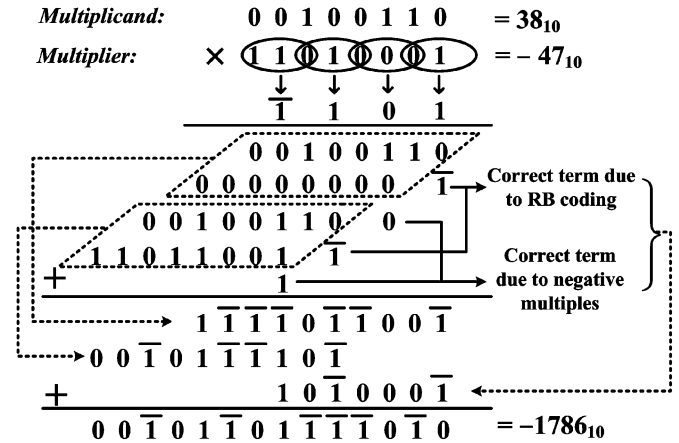 Multiplicand: 0 0 1 0 0 1 1 0 = 38₁₀
Multiplier: × 1 1 0 1 0 0 0 1 = – 47₁₀
1̅ 1 0 1
0 0 1 0 0 1 1 0
0 0 0 0 0 0 0 0 1̅
Correct term due
to RB coding
0 0 1 0 0 1 1 0 0
1 1 0 1 1 0 0 1 1̅
+ 1
Correct term
due to negative
multiples
1 1̅ 1̅ 1̅ 0 1̅ 1̅ 0 0 1̅
0 0 1̅ 0 1 1̅ 1̅ 1 0 1̅
+ 1 0 1̅ 0 0 0 1̅
0 0 1̅ 0 1 1̅ 0 1 1̅ 1̅ 1̅ 0 1̅ 0 = –1786₁₀